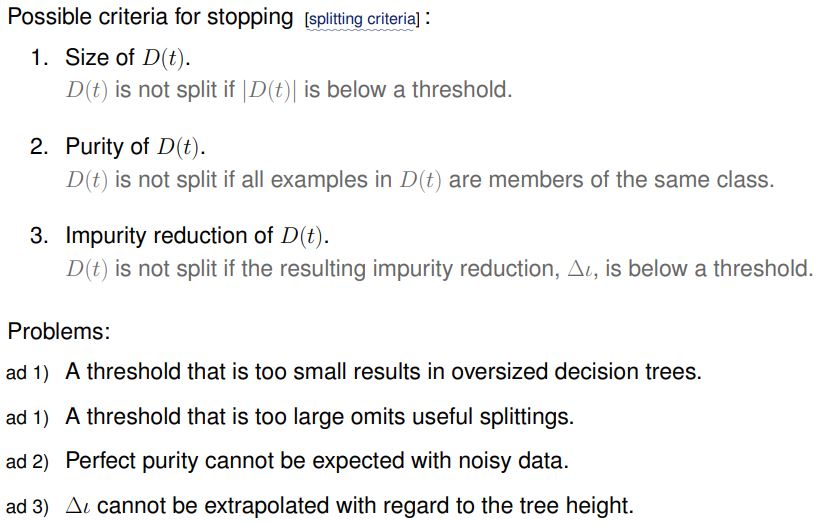 Possible criteria for stopping [splitting criteria] :
1. Size of D(t).
D(t) is not split if |D(t)| is below a threshold.
2. Purity of D(t).
D(t) is not split if all examples in D(t) are members of the same class.
3. Impurity reduction of D(t).
D(t) is not split if the resulting impurity reduction, Δι, is below a threshold.
Problems:
ad 1) A threshold that is too small results in oversized decision trees.
ad 1) A threshold that is too large omits useful splittings.
ad 2) Perfect purity cannot be expected with noisy data.
ad 3) Δι cannot be extrapolated with regard to the tree height.